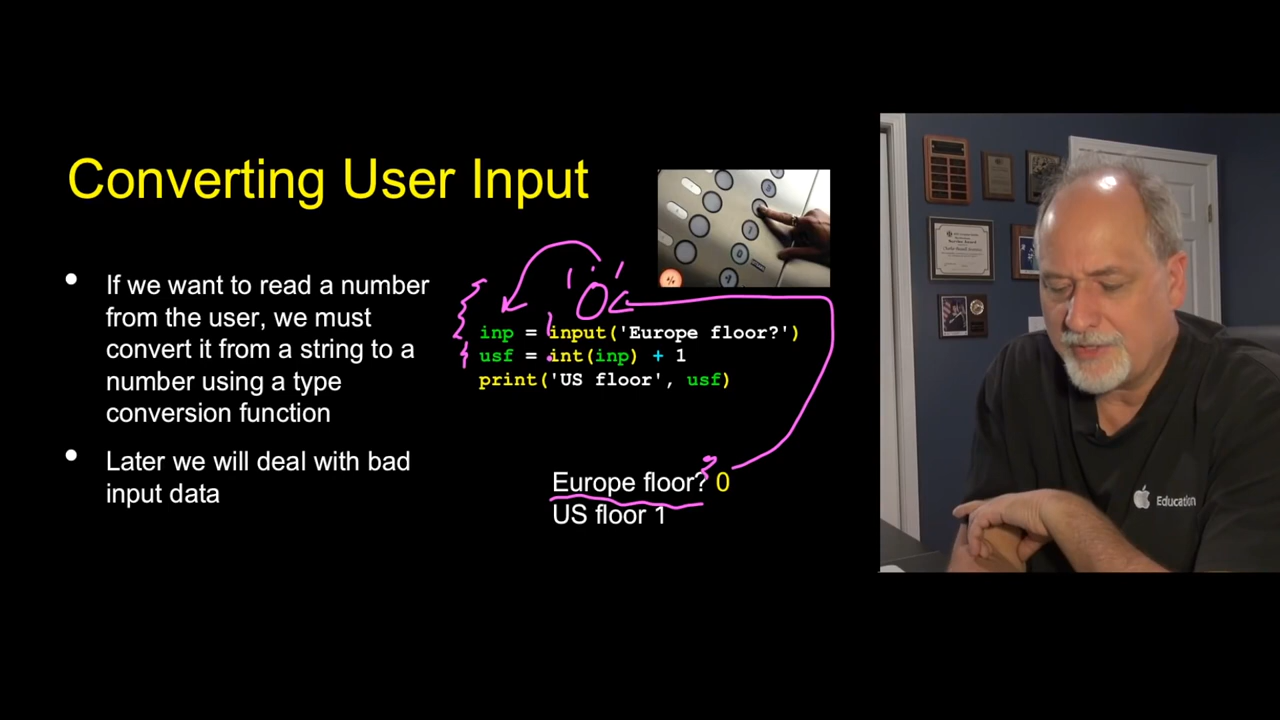 Converting User Input
• If we want to read a number
from the user, we must
convert it from a string to a
number using a type
conversion function
• Later we will deal with bad
input data
'0'
inp = input('Europe floor?')
usf = int(inp) + 1
print('US floor', usf)
Europe floor? 0
US floor 1
Education